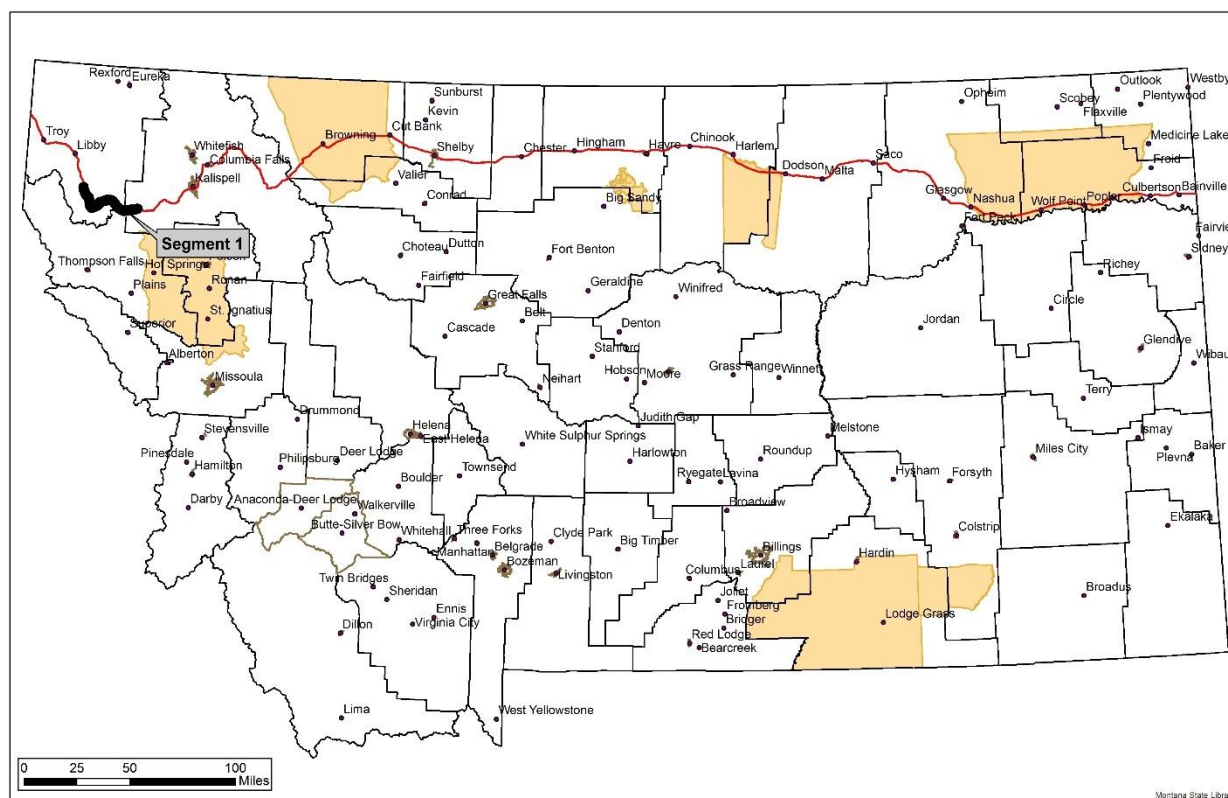 Rexford
Eureka
Sunburst
Kevin
Opheim
Scobey
Flaxville
Outlook
Plentywood
Westby
Troy
Libby
Whitefish
Columbia Falls
Kalispell
Browning
Cut Bank
Shelby
Valier
Conrad
Chester
Hingham
Havre
Chinook
Harlem
Dodson
Malta
Saco
Medicine Lake
Froid
Glasgow
Nashua
Wolf Point
Poplar
Culbertson
Bainville
Fort Peck
Big Sandy
Segment 1
Fairvie
Sidney
Thompson Falls
Hot Springs
Plains
Ronan
St. Ignatius
Choteau
Dutton
Fairfield
Fort Benton
Geraldine
Winifred
Richey
Circle
Superior
Great Falls
Belt
Cascade
Denton
Stanford
Jordan
Glendive
Wibau
Alberton
Missoula
Neihart
Hobson
Moore
Grass Range
Winnet
Terry
Drummond
Stevensville
Helena
East Helena
White Sulphur Springs
Judith Gap
Melstone
Ismay
Baker
Plevna
Miles City
Pinesdale
Hamilton
Philipsburg
Deer Lodge
Boulder
Townsend
Harlowton
Ryegate
Lavina
Roundup
Hysham
Forsyth
Darby
Anaconda-Deer Lodge
Walkerville
Butte-Silver Bow
Whitehall
Three Forks
Manhattan
Belgrade
Bozeman
Clyde Park
Livingston
Big Timber
Broadview
Billings
Laurel
Columbus
Hardin
Colstrip
Ekalaka
Twin Bridges
Sheridan
Ennis
Virginia City
Dillon
Joliet
Fromberg
Bridger
Red Lodge
Bearcreek
Lodge Grass
Broadus
Lima
West Yellowstone
0 25 50 100
Miles
Montana State Libra